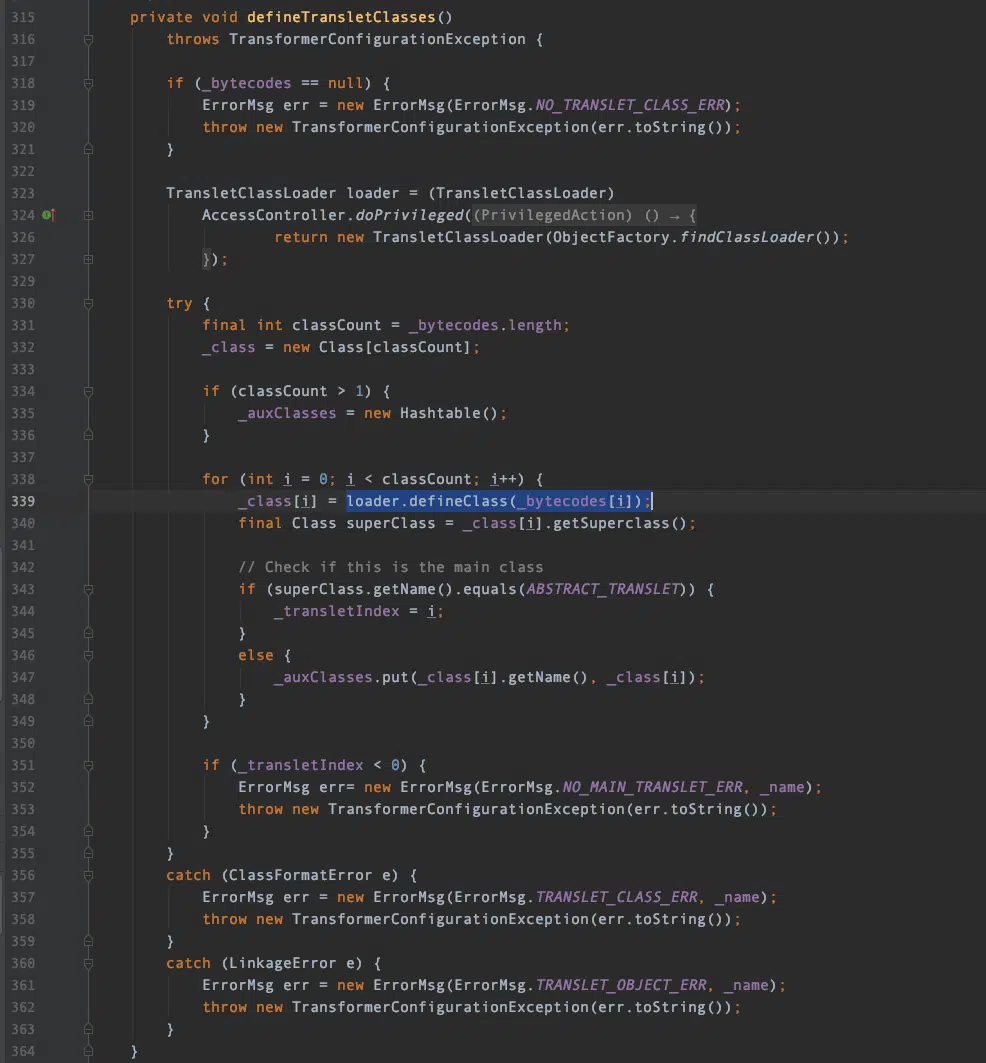 315 private void defineTransletClasses()
316 throws TransformerConfigurationException {
317
318 if (_bytecodes == null) {
319 ErrorMsg err = new ErrorMsg(ErrorMsg.NO_TRANSLET_CLASS_ERR);
320 throw new TransformerConfigurationException(err.toString());
321 }
322
323 TransletClassLoader loader = (TransletClassLoader)
324 AccessController.doPrivileged((PrivilegedAction) () → {
326 return new TransletClassLoader(ObjectFactory.findClassLoader());
327 });
329
330 try {
331 final int classCount = _bytecodes.length;
332 _class = new Class[classCount];
333
334 if (classCount > 1) {
335 _auxClasses = new Hashtable();
336 }
337
338 for (int i = 0; i < classCount; i++) {
339 _class[i] = loader.defineClass(_bytecodes[i]);
340 final Class superClass = _class[i].getSuperclass();
341
342 // Check if this is the main class
343 if (superClass.getName().equals(ABSTRACT_TRANSLET)) {
344 _transletIndex = i;
345 }
346 else {
347 _auxClasses.put(_class[i].getName(), _class[i]);
348 }
349 }
350
351 if (_transletIndex < 0) {
352 ErrorMsg err= new ErrorMsg(ErrorMsg.NO_MAIN_TRANSLET_ERR, _name);
353 throw new TransformerConfigurationException(err.toString());
354 }
355 }
356 catch (ClassFormatError e) {
357 ErrorMsg err = new ErrorMsg(ErrorMsg.TRANSLET_CLASS_ERR, _name);
358 throw new TransformerConfigurationException(err.toString());
359 }
360 catch (LinkageError e) {
361 ErrorMsg err = new ErrorMsg(ErrorMsg.TRANSLET_OBJECT_ERR, _name);
362 throw new TransformerConfigurationException(err.toString());
363 }
364 }